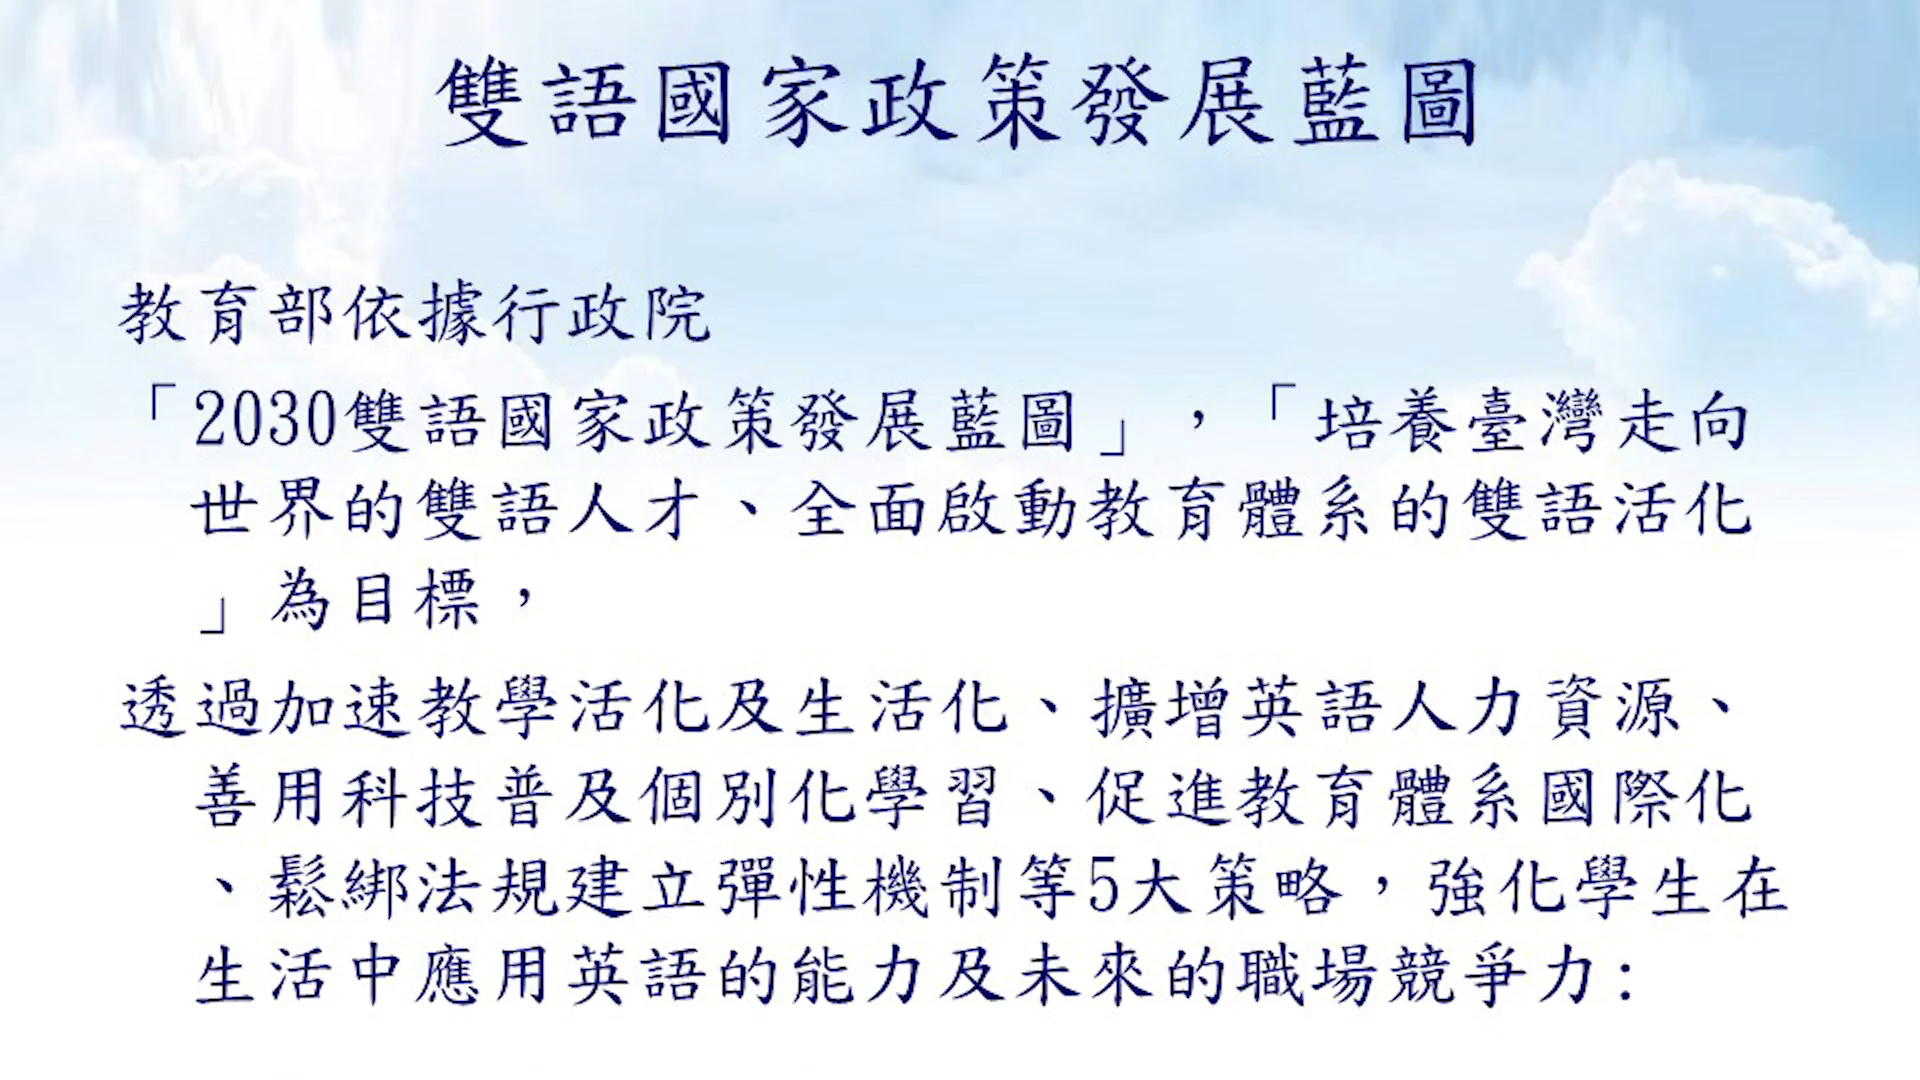 雙語國家政策發展藍圖
教育部依據行政院
「2030雙語國家政策發展藍圖」，「培養臺灣走向
世界的雙語人才、全面啟動教育體系的雙語活化
」為目標，
透過加速教學活化及生活化、擴增英語人力資源、
善用科技普及個別化學習、促進教育體系國際化
、鬆綁法規建立彈性機制等5大策略，強化學生在
生活中應用英語的能力及未來的職場競爭力: